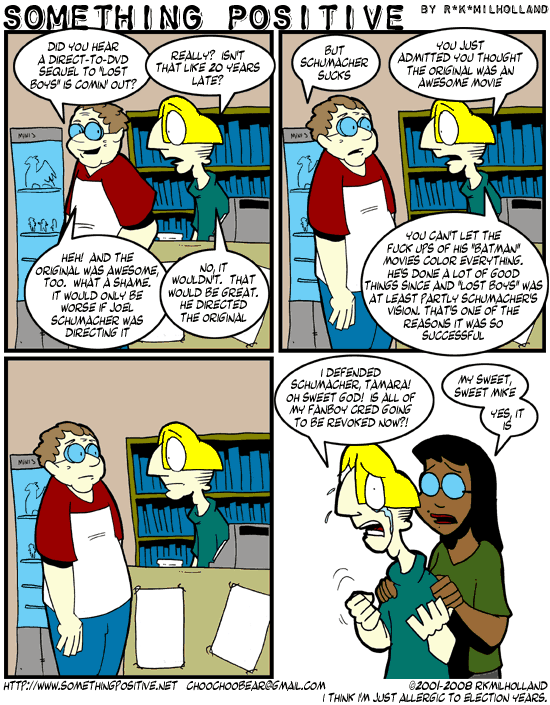 SOMETHING POSITIVE BY R*K*MILHOLLAND
DID YOU HEAR
A DIRECT-TO-DVD
SEQUEL TO "LOST
BOYS" IS COMIN' OUT?
REALLY? ISN'T
THAT LIKE 20 YEARS
LATE?
HEH! AND THE
ORIGINAL WAS AWESOME,
TOO. WHAT A SHAME.
IT WOULD ONLY BE
WORSE IF JOEL
SCHUMACHER WAS
DIRECTING IT
NO, IT
WOULDN'T. THAT
WOULD BE GREAT.
HE DIRECTED
THE ORIGINAL
MINI'S
BUT
SCHUMACHER
SUCKS
YOU JUST
ADMITTED YOU THOUGHT
THE ORIGINAL WAS AN
AWESOME MOVIE
YOU CAN'T LET THE
FUCK UPS OF HIS "BATMAN"
MOVIES COLOR EVERYTHING.
HE'S DONE A LOT OF GOOD
THINGS SINCE AND "LOST BOYS" WAS
AT LEAST PARTLY SCHUMACHER'S
VISION. THAT'S ONE OF THE
REASONS IT WAS SO
SUCCESSFUL
MINI'S
MINI'S
I DEFENDED
SCHUMACHER, TAMARA!
OH SWEET GOD! IS ALL OF
MY FANBOY CRED GOING
TO BE REVOKED NOW?!
MY SWEET,
SWEET MIKE
YES, IT
IS
HTTP://WWW.SOMETHINGPOSITIVE.NET CHOOCHOOBEAR@GMAIL.COM
©2001-2008 RKMILHOLLAND
I THINK I'M JUST ALLERGIC TO ELECTION YEARS.